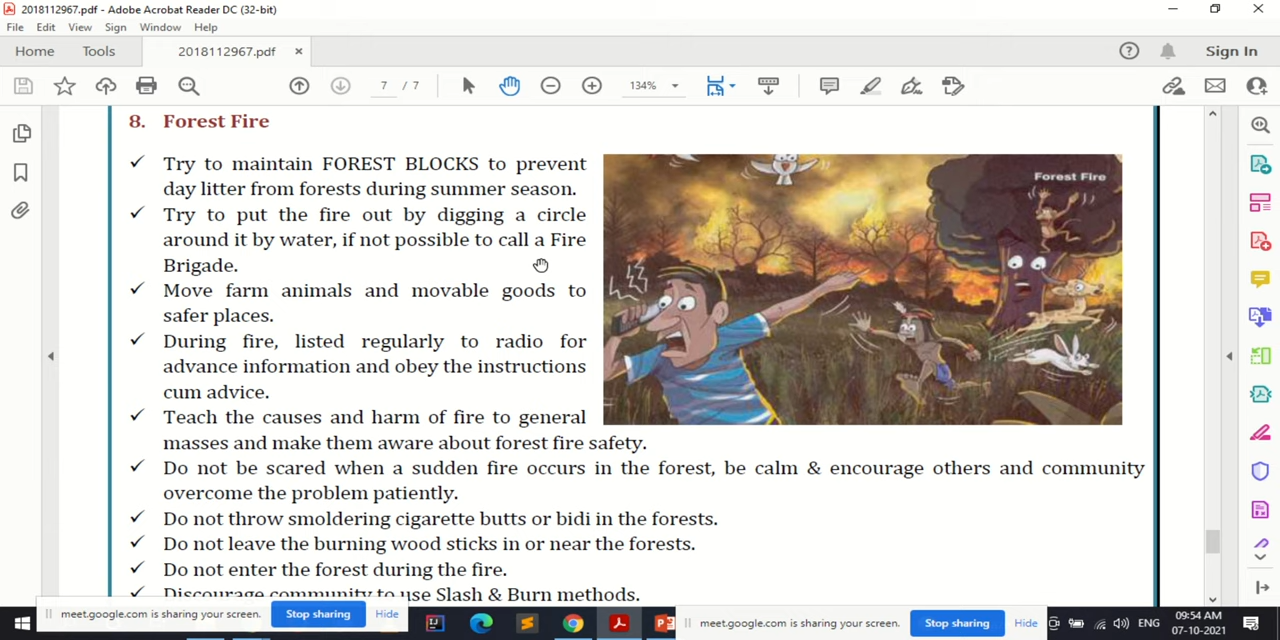 2018112967.pdf - Adobe Acrobat Reader DC (32-bit)
File Edit View Sign Window Help
Home Tools 2018112967.pdf × Sign In
7 / 7 134%
8. Forest Fire
✓ Try to maintain FOREST BLOCKS to prevent
day litter from forests during summer season.
✓ Try to put the fire out by digging a circle
around it by water, if not possible to call a Fire
Brigade.
✓ Move farm animals and movable goods to
safer places.
✓ During fire, listed regularly to radio for
advance information and obey the instructions
cum advice.
✓ Teach the causes and harm of fire to general
masses and make them aware about forest fire safety.
✓ Do not be scared when a sudden fire occurs in the forest, be calm & encourage others and community
overcome the problem patiently.
✓ Do not throw smoldering cigarette butts or bidi in the forests.
✓ Do not leave the burning wood sticks in or near the forests.
✓ Do not enter the forest during the fire.
✓ Discourage community to use Slash & Burn methods.
Forest Fire
meet.google.com is sharing your screen. Stop sharing Hide
meet.google.com is sharing your screen. Stop sharing Hide
ENG
09:54 AM
07-10-2021